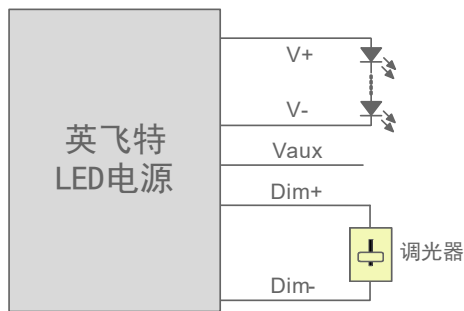 英飞特
LED电源
V+
V-
Vaux
Dim+
Dim-
调光器